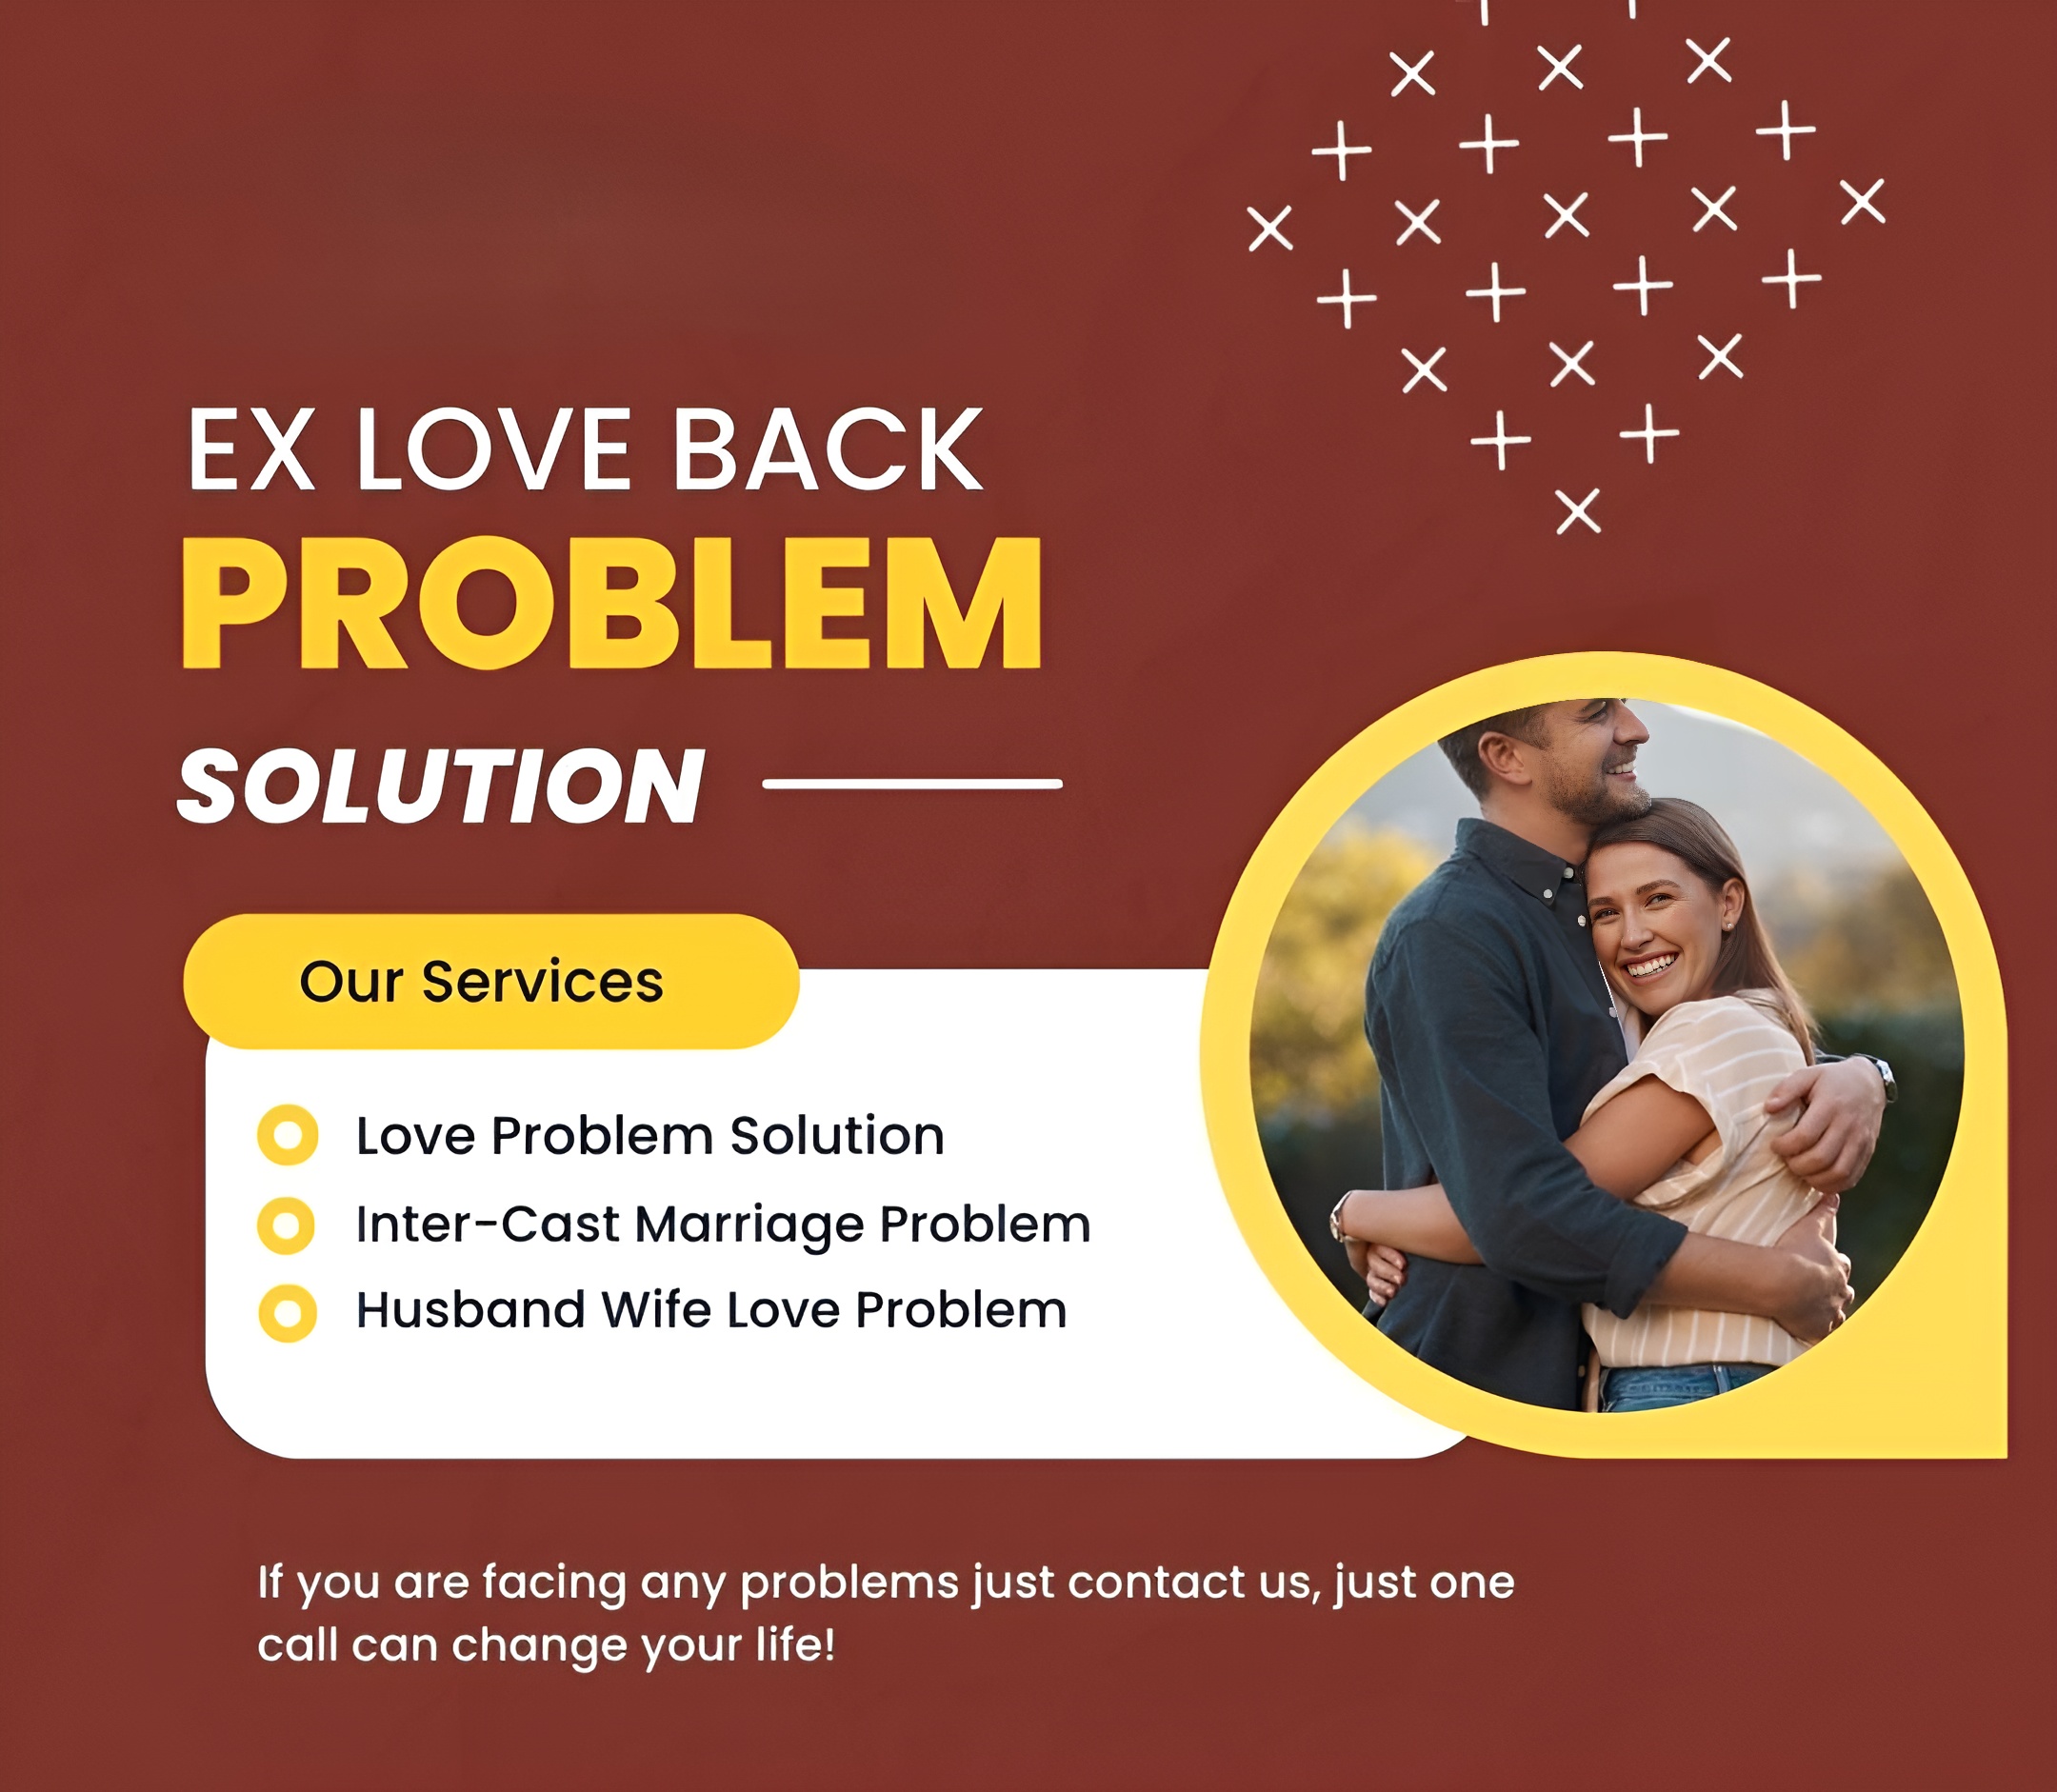 EX LOVE BACK
PROBLEM
SOLUTION
Our Services
Love Problem Solution
Inter-Cast Marriage Problem
Husband Wife Love Problem
If you are facing any problems just contact us, just one
call can change your life!